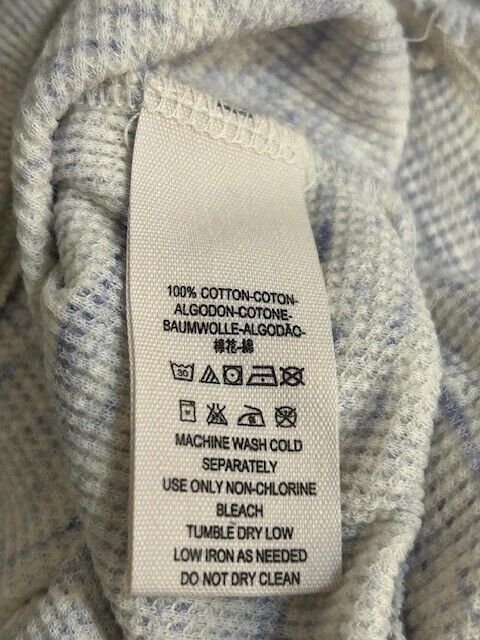 100% COTTON-COTON-
ALGODON-COTONE-
BAUMWOLLE-ALGODÃO-
棉花-綿
30
MACHINE WASH COLD
SEPARATELY
USE ONLY NON-CHLORINE
BLEACH
TUMBLE DRY LOW
LOW IRON AS NEEDED
DO NOT DRY CLEAN